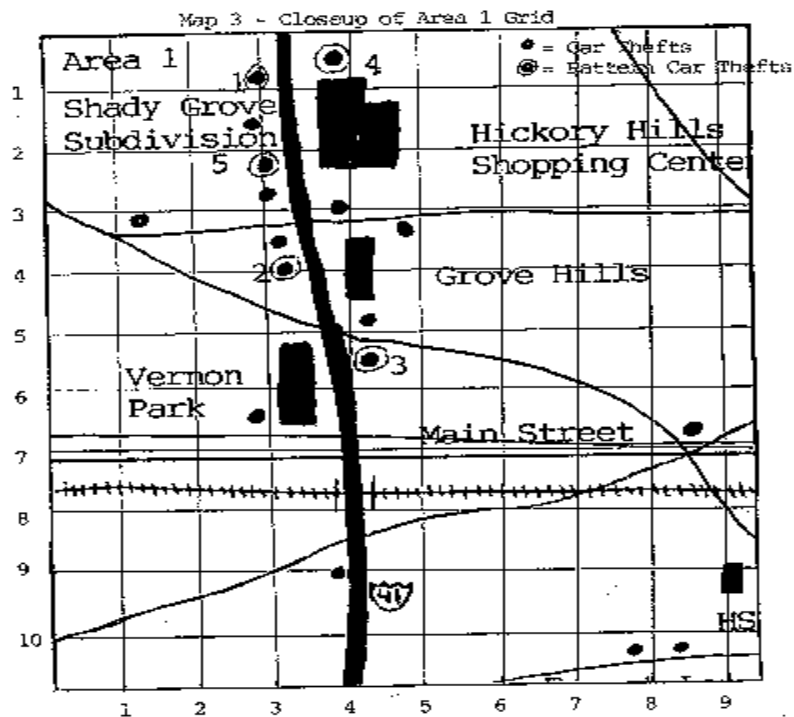 Map 3 - Closeup of Area 1 Grid
Area 1
1
4
= Car Thefts
= Pattern Car Thefts
1
Shady Grove
Subdivision
Hickory Hills
Shopping Cente
2
5
3
2
4
Grove Hills
5
3
Vernon
Park
6
Main Street
7
8
9
41
HS
10
1 2 3 4 5 6 7 8 9